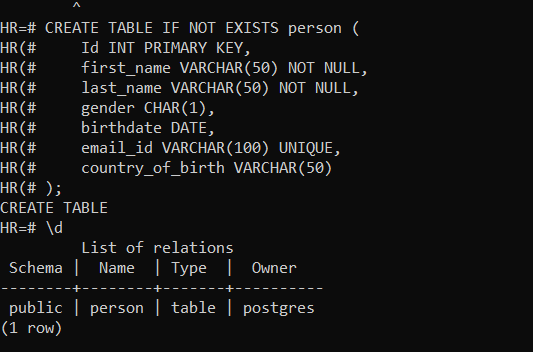 ^
HR=# CREATE TABLE IF NOT EXISTS person (
HR(#     Id INT PRIMARY KEY,
HR(#     first_name VARCHAR(50) NOT NULL,
HR(#     last_name VARCHAR(50) NOT NULL,
HR(#     gender CHAR(1),
HR(#     birthdate DATE,
HR(#     email_id VARCHAR(100) UNIQUE,
HR(#     country_of_birth VARCHAR(50)
HR(# );
CREATE TABLE
HR=# \d
         List of relations
 Schema |  Name  | Type  |  Owner
--------+--------+-------+----------
 public | person | table | postgres
(1 row)